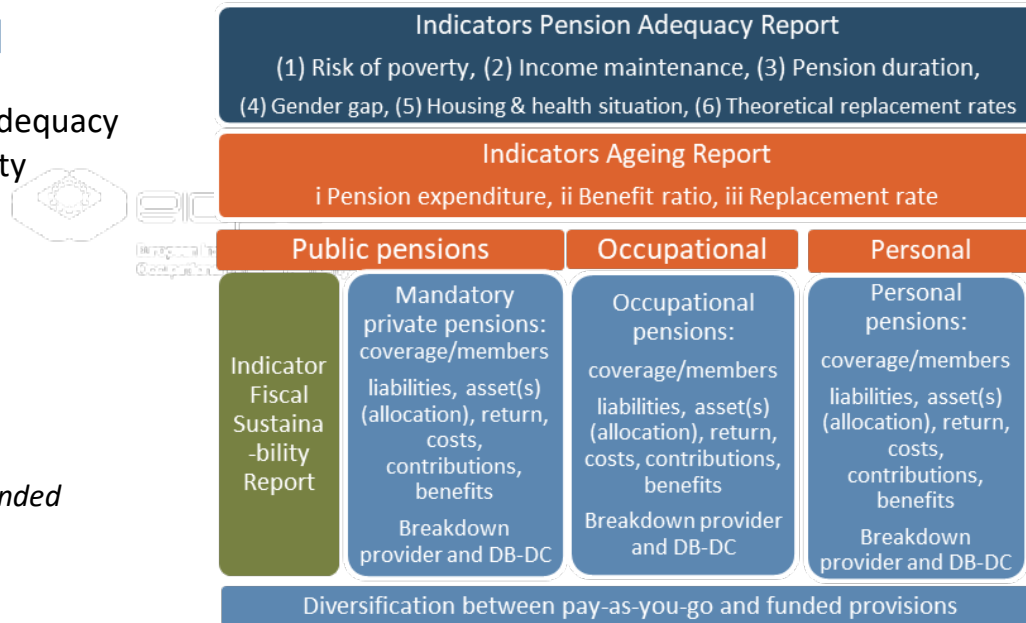 dequacy
ty
nded
Indicators Pension Adequacy Report
(1) Risk of poverty, (2) Income maintenance, (3) Pension duration,
(4) Gender gap, (5) Housing & health situation, (6) Theoretical replacement rates
Indicators Ageing Report
i Pension expenditure, ii Benefit ratio, iii Replacement rate
Public pensions
Occupational
Personal
Indicator
Fiscal
Sustaina
-bility
Report
Mandatory
private pensions:
coverage/members
liabilities, asset(s)
(allocation), return,
costs,
contributions,
benefits
Breakdown
provider and DB-DC
Occupational
pensions:
coverage/members
liabilities, asset(s)
(allocation), return,
costs, contributions,
benefits
Breakdown provider
and DB-DC
Personal
pensions:
coverage/members
liabilities, asset(s)
(allocation), return,
costs,
contributions,
benefits
Breakdown
provider and DB-DC
Diversification between pay-as-you-go and funded provisions